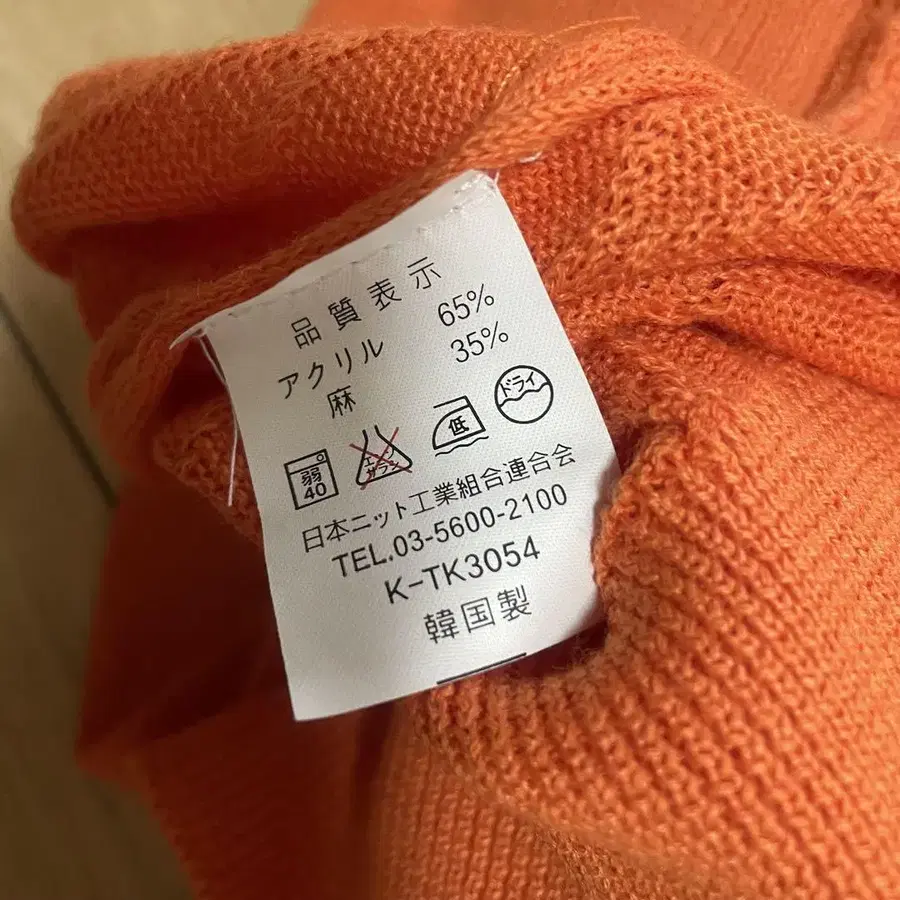 品質表示
アクリル 65%
麻 35%
弱 40 エンソ サラシ 低 ドライ
日本ニット工業組合連合会
TEL.03-5600-2100
K-TK3054
韓国製